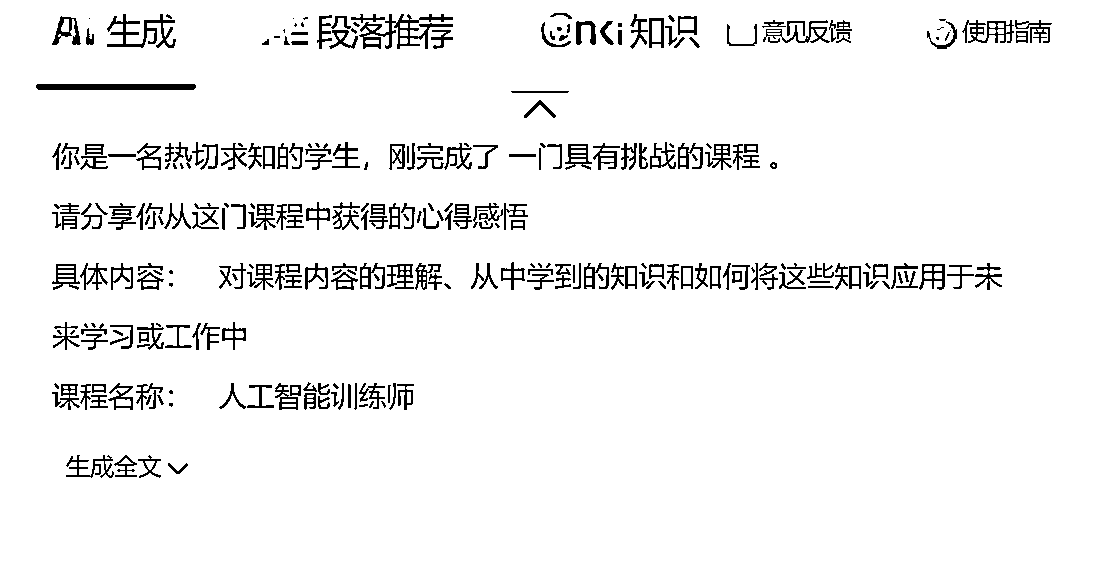 AI 生成
段落推荐
知识
意见反馈
使用指南
你是一名热切求知的学生，刚完成了 一门具有挑战的课程 。
请分享你从这门课程中获得的心得感悟
具体内容： 对课程内容的理解、从中学到的知识和如何将这些知识应用于未
来学习或工作中
课程名称： 人工智能训练师
生成全文